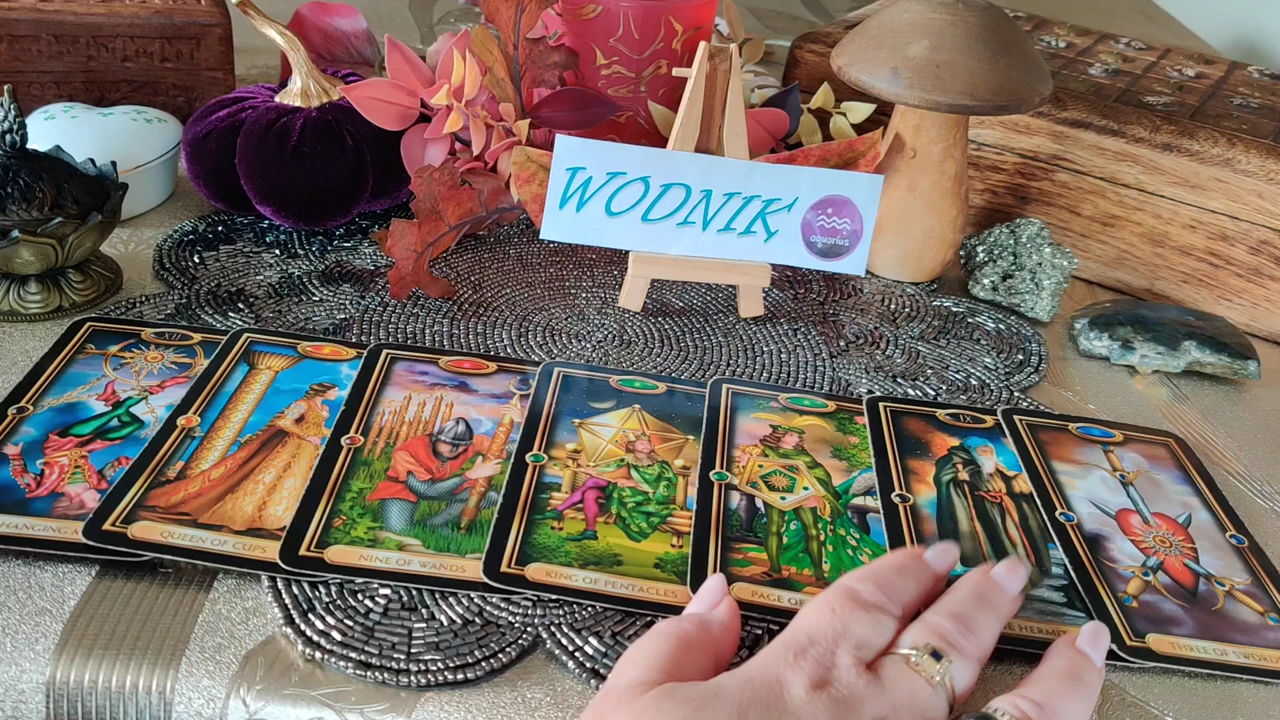 WODNIK
aquarius
XII
HANGING
QUEEN OF CUPS
NINE OF WANDS
KING OF PENTACLES
PAGE OF
IX
HERMIT
THREE OF SWORDS